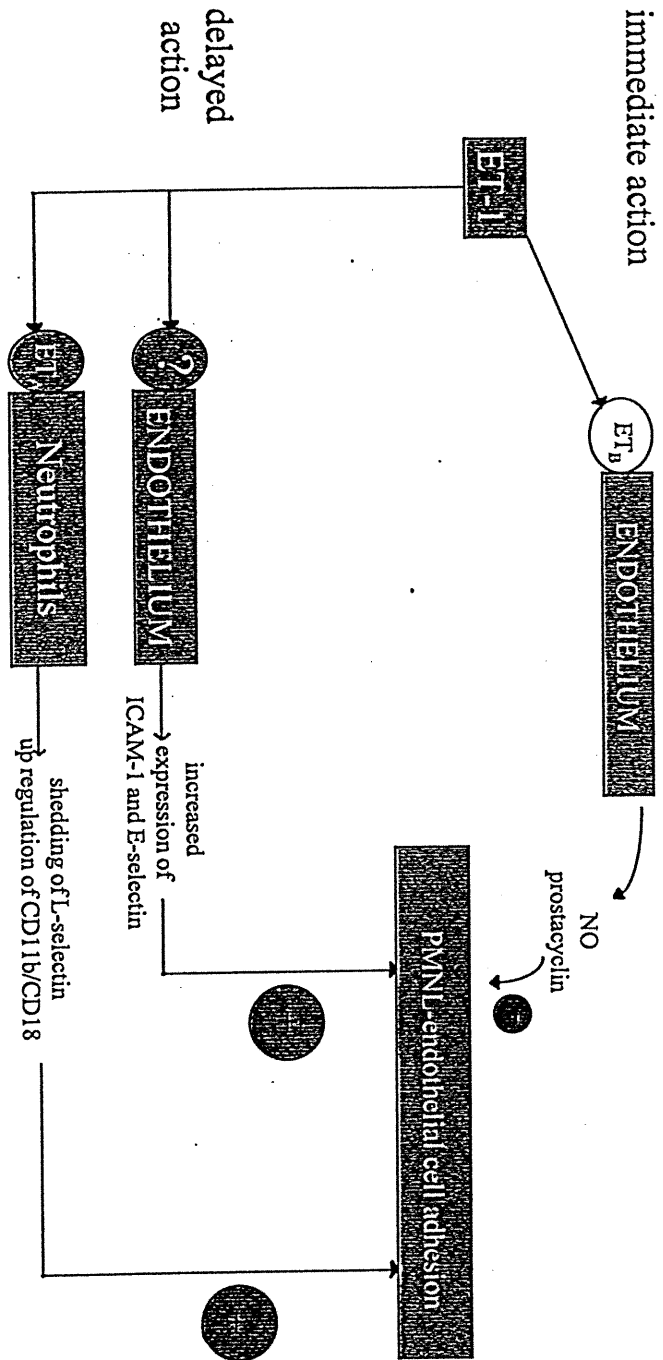 immediate action
ET-1
ET_B
ENDOTHELIUM
NO
prostacyclin
PMNL-endothelial cell adhesion
delayed
action
?
ENDOTHELIUM
increased
expression of
ICAM-1 and E-selectin
ET
Neutrophils
shedding of L-selectin
up regulation of CD11b/CD18